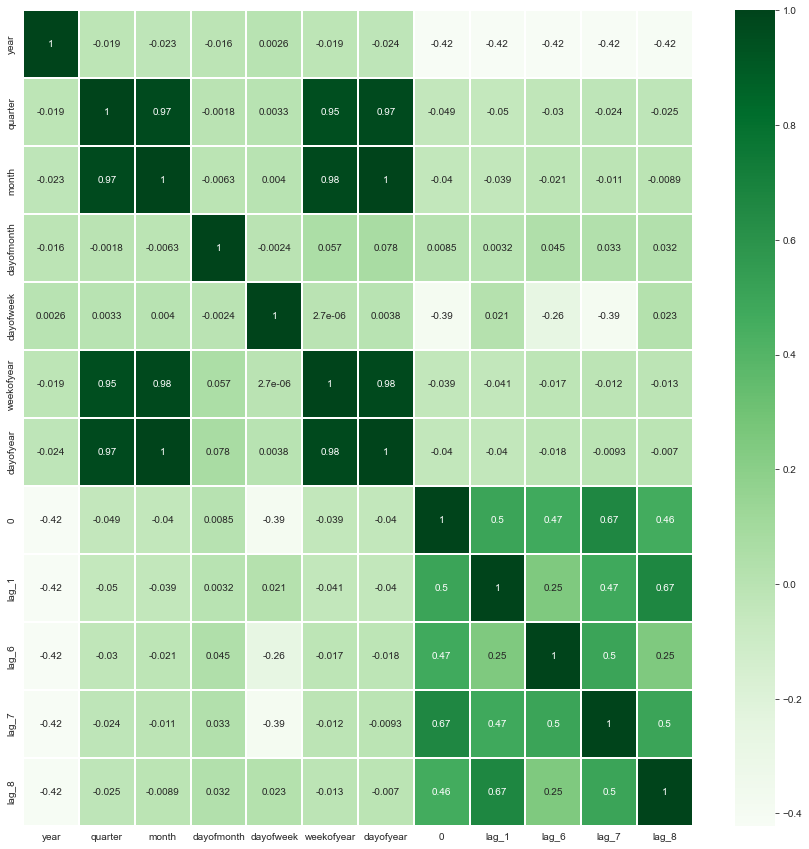 year 1 -0.019 -0.023 -0.016 0.0026 -0.019 -0.024 -0.42 -0.42 -0.42 -0.42 -0.42
quarter -0.019 1 0.97 -0.0018 0.0033 0.95 0.97 -0.049 -0.05 -0.03 -0.024 -0.025
month -0.023 0.97 1 -0.0063 0.004 0.98 1 -0.04 -0.039 -0.021 -0.011 -0.0089
dayofmonth -0.016 -0.0018 -0.0063 1 -0.0024 0.057 0.078 0.0085 0.0032 0.045 0.033 0.032
dayofweek 0.0026 0.0033 0.004 -0.0024 1 2.7e-06 0.0038 -0.39 0.021 -0.26 -0.39 0.023
weekofyear -0.019 0.95 0.98 0.057 2.7e-06 1 0.98 -0.039 -0.041 -0.017 -0.012 -0.013
dayofyear -0.024 0.97 1 0.078 0.0038 0.98 1 -0.04 -0.04 -0.018 -0.0093 -0.007
0 -0.42 -0.049 -0.04 0.0085 -0.39 -0.039 -0.04 1 0.5 0.47 0.67 0.46
lag_1 -0.42 -0.05 -0.039 0.0032 0.021 -0.041 -0.04 0.5 1 0.25 0.47 0.67
lag_6 -0.42 -0.03 -0.021 0.045 -0.26 -0.017 -0.018 0.47 0.25 1 0.5 0.25
lag_7 -0.42 -0.024 -0.011 0.033 -0.39 -0.012 -0.0093 0.67 0.47 0.5 1 0.5
lag_8 -0.42 -0.025 -0.0089 0.032 0.023 -0.013 -0.007 0.46 0.67 0.25 0.5 1
year quarter month dayofmonth dayofweek weekofyear dayofyear 0 lag_1 lag_6 lag_7 lag_8
1.0
0.8
0.6
0.4
0.2
0.0
−0.2
−0.4